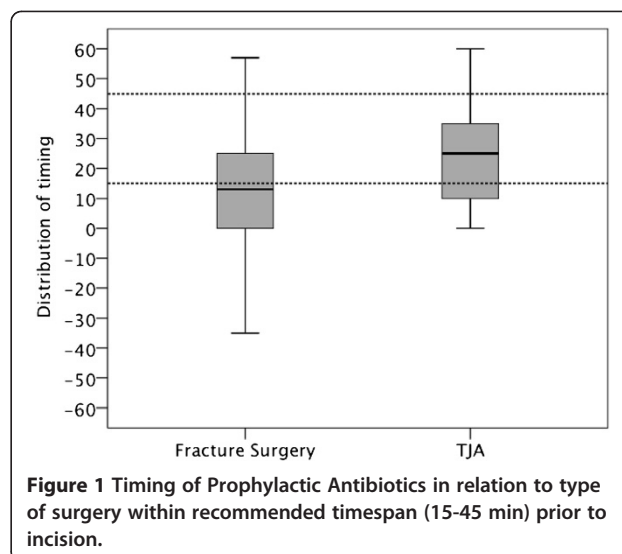 60
50
40
30
20
10
0
-10
-20
-30
-40
-50
-60
Distribution of timing
Fracture Surgery TJA
Figure 1 Timing of Prophylactic Antibiotics in relation to type
of surgery within recommended timespan (15-45 min) prior to
incision.